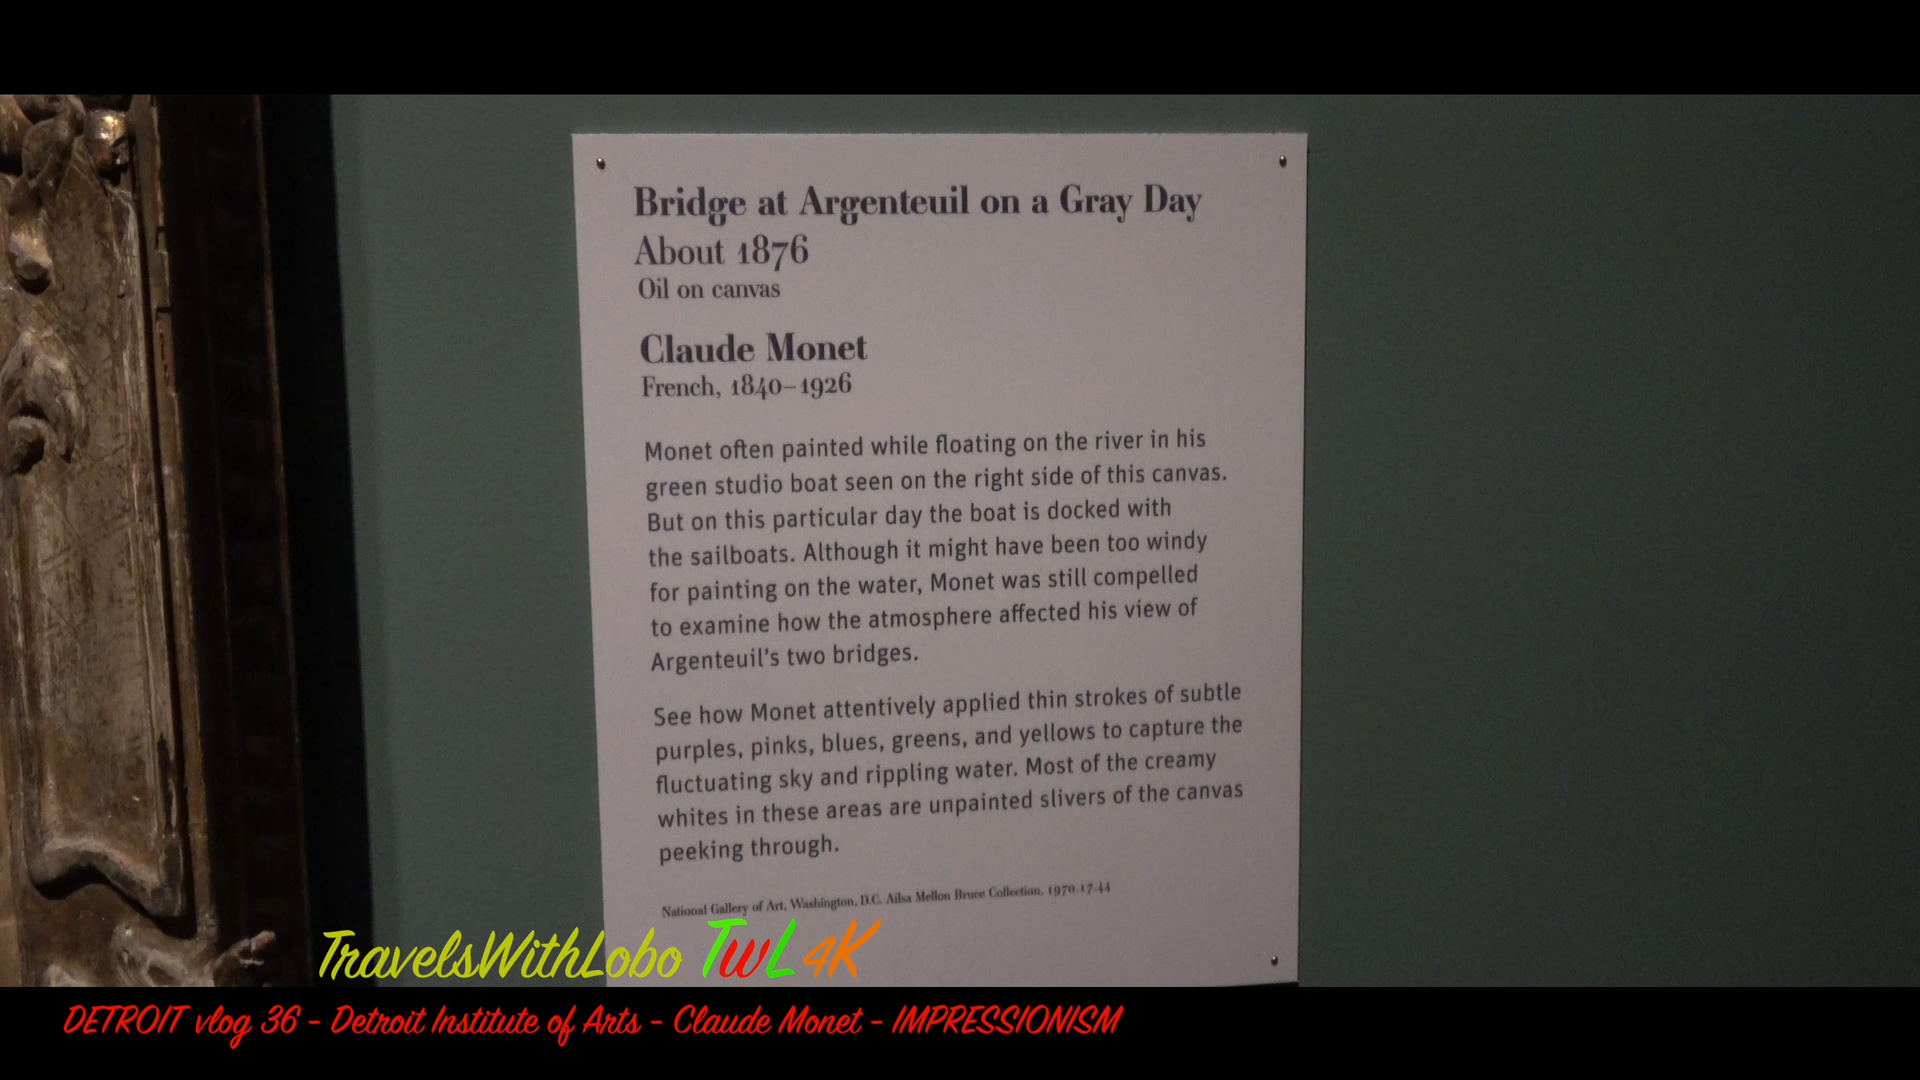 Bridge at Argenteuil on a Gray Day
About 1876
Oil on canvas
Claude Monet
French, 1840–1926
Monet often painted while floating on the river in his
green studio boat seen on the right side of this canvas.
But on this particular day the boat is docked with
the sailboats. Although it might have been too windy
for painting on the water, Monet was still compelled
to examine how the atmosphere affected his view of
Argenteuil's two bridges.
See how Monet attentively applied thin strokes of subtle
purples, pinks, blues, greens, and yellows to capture the
fluctuating sky and rippling water. Most of the creamy
whites in these areas are unpainted slivers of the canvas
peeking through.
National Gallery of Art, Washington, D.C. Ailsa Mellon Bruce Collection, 1970.17.44
TravelsWithLobo TwL 4K
DETROIT vlog 36 - Detroit Institute of Arts - Claude Monet - IMPRESSIONISM